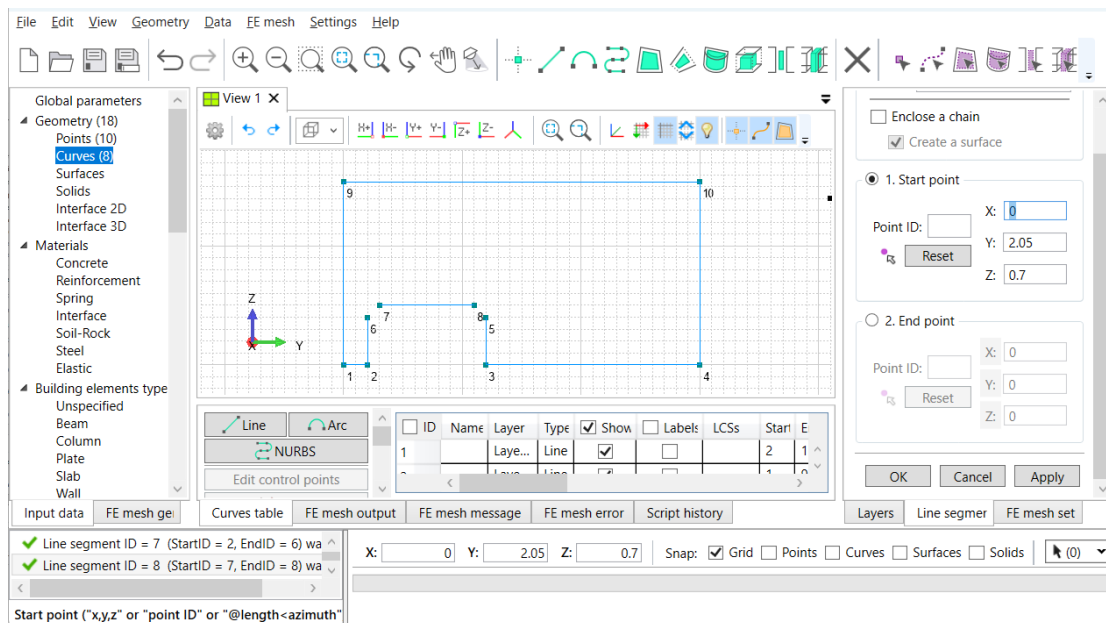 File Edit View Geometry Data FE mesh Settings Help
Global parameters
Geometry (18)
Points (10)
Curves (8)
Surfaces
Solids
Interface 2D
Interface 3D
Materials
Concrete
Reinforcement
Spring
Interface
Soil-Rock
Steel
Elastic
Building elements type
Unspecified
Beam
Column
Plate
Slab
Wall
Input data FE mesh ge
View 1
X+ X- Y+ Y- Z+ Z-
9 10
7 8
6 5
1 2 3 4
Z
X Y
Line Arc
NURBS
Edit control points
ID Name Layer Type Show Labels LCSs Start E
1 Laye... Line 2 1
Curves table FE mesh output FE mesh message FE mesh error Script history
Enclose a chain
Create a surface
1. Start point
Point ID:
Reset
X: 0
Y: 2.05
Z: 0.7
2. End point
Point ID:
Reset
X: 0
Y: 0
Z: 0
OK Cancel Apply
Layers Line segmer FE mesh set
Line segment ID = 7 (StartID = 2, EndID = 6) wa
Line segment ID = 8 (StartID = 7, EndID = 8) wa
X: 0 Y: 2.05 Z: 0.7 Snap: Grid Points Curves Surfaces Solids (0)
Start point ("x,y,z" or "point ID" or "@length<azimuth"